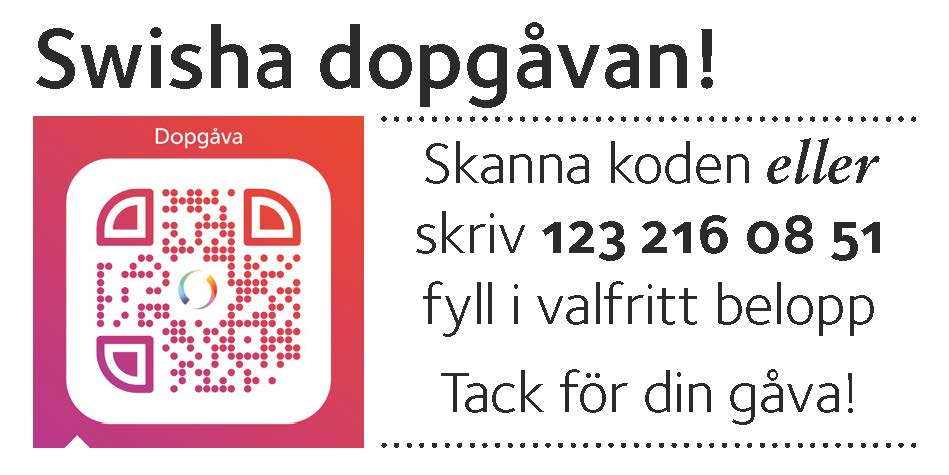 Swisha dopgåvan!
Dopgåva
Skanna koden eller
skriv 123 216 08 51
fyll i valfritt belopp
Tack för din gåva!